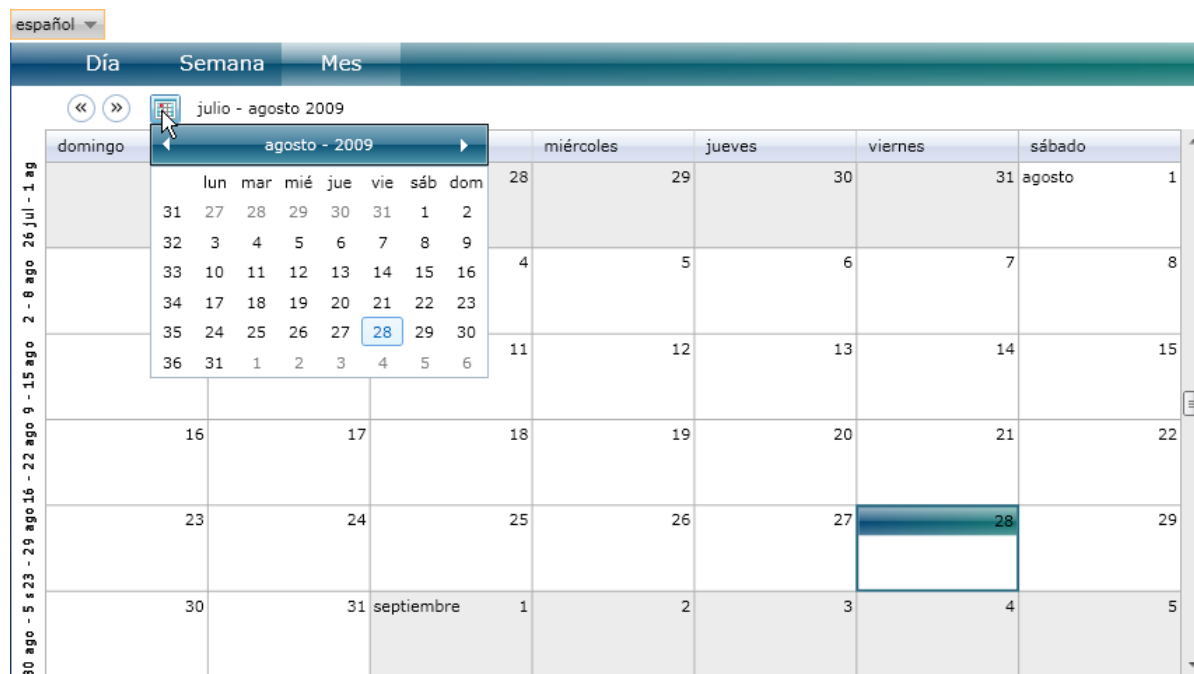 español
Día Semana Mes
julio - agosto 2009
domingo miércoles jueves viernes sábado
agosto - 2009
lun mar mié jue vie sáb dom
31 27 28 29 30 31 1 2
32 3 4 5 6 7 8 9
33 10 11 12 13 14 15 16
34 17 18 19 20 21 22 23
35 24 25 26 27 28 29 30
36 31 1 2 3 4 5 6
26 jul - 1 ag
28 29 30 31 agosto 1
2 - 8 ago
4 5 6 7 8
9 - 15 ago
11 12 13 14 15
16 - 22 ago
16 17 18 19 20 21 22
23 - 29 ago
23 24 25 26 27 28 29
30 ago - 5 s
30 31 septiembre 1 2 3 4 5